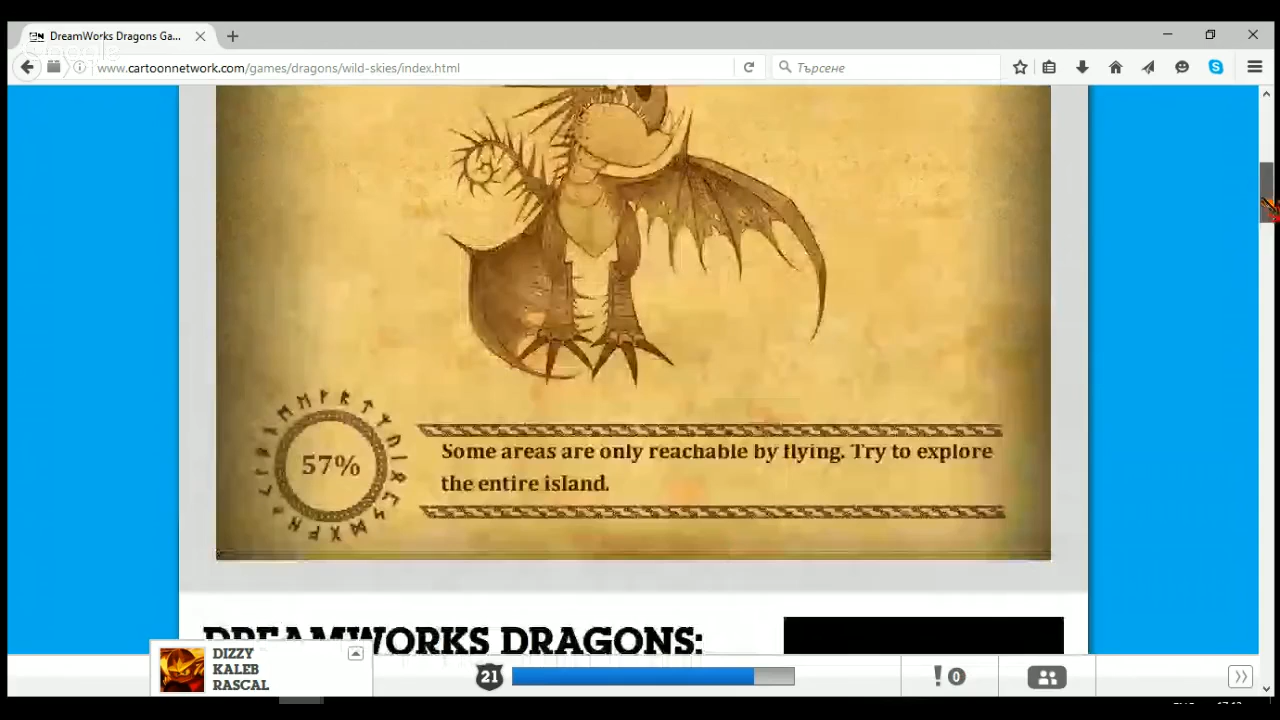 DreamWorks Dragons Ga...
www.cartoonnetwork.com/games/dragons/wild-skies/index.html
Търсене
57%
Some areas are only reachable by flying. Try to explore
the entire island.
DREAMWORKS DRAGONS:
DIZZY
KALEB
RASCAL
21
0